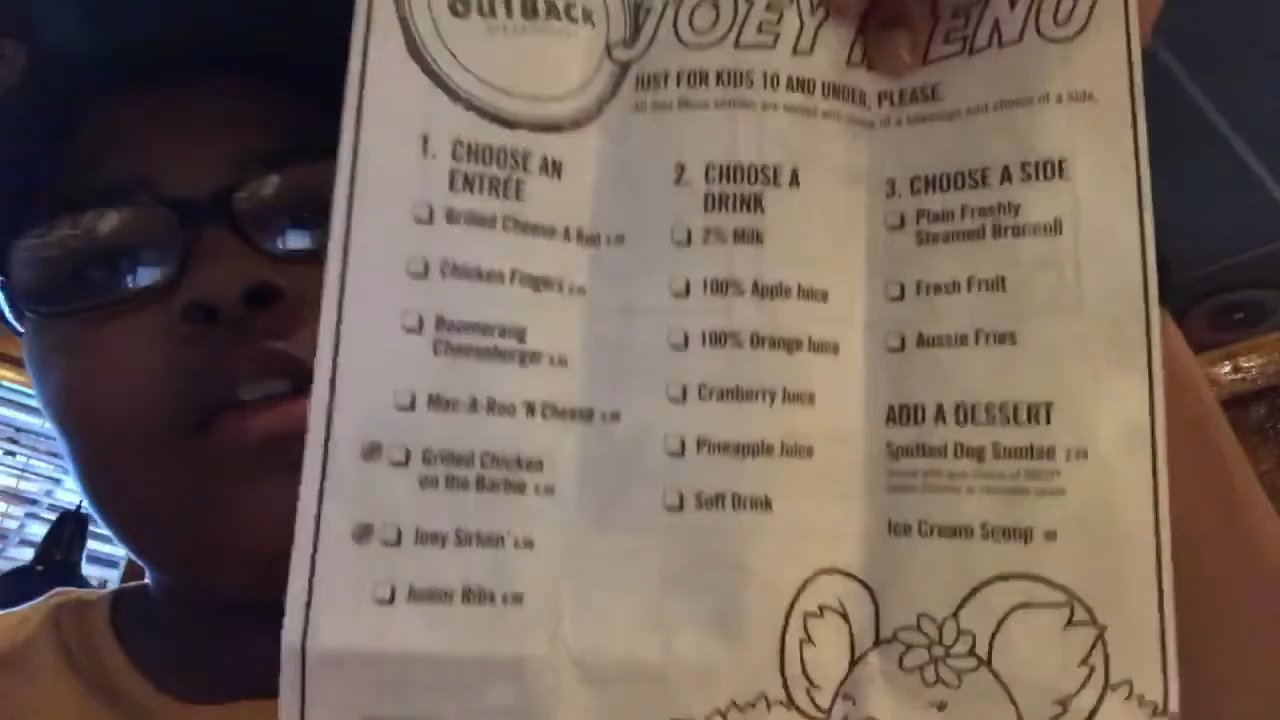 OUTBACK
JOEY MENU
JUST FOR KIDS 10 AND UNDER, PLEASE.
1. CHOOSE AN
ENTRÉE
Grilled Cheese-A-Roo
Chicken Fingers
Boomerang
Cheeseburger
Mac-A-Roo 'N Cheese
Grilled Chicken
on the Barbie
Joey Sirloin*
Junior Ribs
2. CHOOSE A
DRINK
2% Milk
100% Apple Juice
100% Orange Juice
Cranberry Juice
Pineapple Juice
Soft Drink
3. CHOOSE A SIDE
Plain Freshly
Steamed Broccoli
Fresh Fruit
Aussie Fries
ADD A DESSERT
Spotted Dog Sundae
Ice Cream Scoop